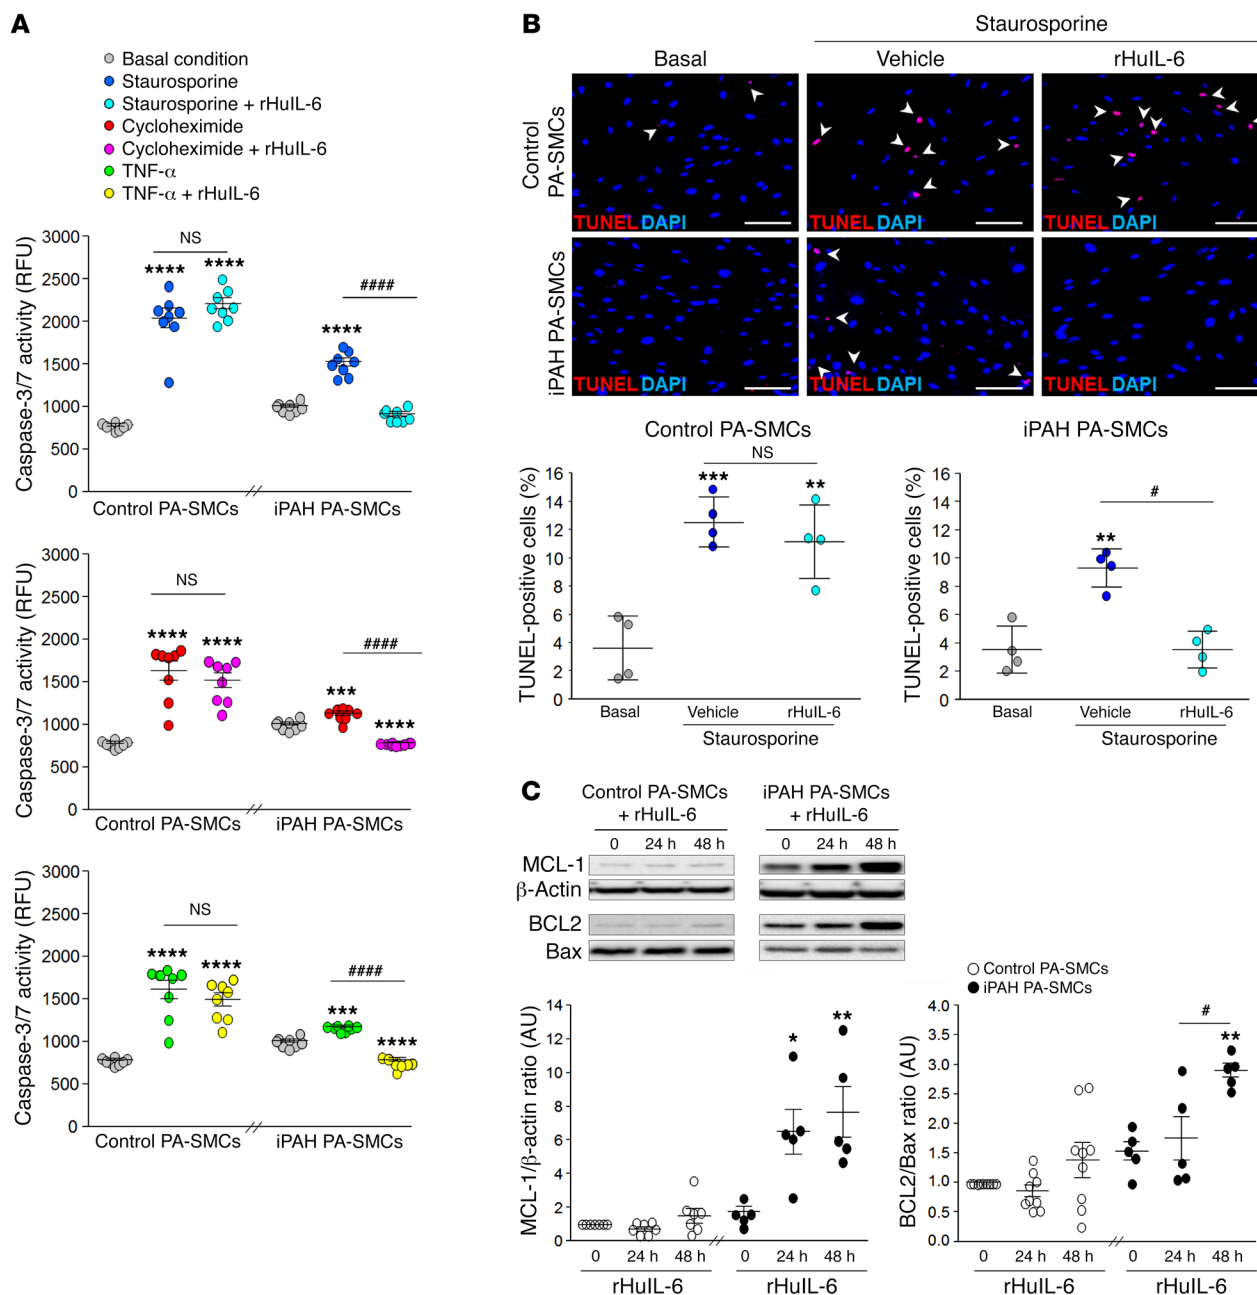 A
Basal condition
Staurosporine
Staurosporine + rHuIL-6
Cycloheximide
Cycloheximide + rHuIL-6
TNF-α
TNF-α + rHuIL-6
Caspase-3/7 activity (RFU)
3000
2500
2000
1500
1000
500
0
NS
****
****
****
####
Control PA-SMCs
iPAH PA-SMCs
Caspase-3/7 activity (RFU)
3000
2500
2000
1500
1000
500
0
NS
****
****
***
####
****
Control PA-SMCs
iPAH PA-SMCs
Caspase-3/7 activity (RFU)
3000
2500
2000
1500
1000
500
0
NS
****
****
***
####
****
Control PA-SMCs
iPAH PA-SMCs
B
Staurosporine
Basal
Vehicle
rHuIL-6
Control
PA-SMCs
TUNEL DAPI
TUNEL DAPI
TUNEL DAPI
iPAH PA-SMCs
TUNEL DAPI
TUNEL DAPI
TUNEL DAPI
Control PA-SMCs
TUNEL-positive cells (%)
16
14
12
10
8
6
4
2
0
NS
***
**
Basal
Vehicle
rHuIL-6
Staurosporine
iPAH PA-SMCs
TUNEL-positive cells (%)
16
14
12
10
8
6
4
2
0
#
**
Basal
Vehicle
rHuIL-6
Staurosporine
C
Control PA-SMCs
+ rHuIL-6
iPAH PA-SMCs
+ rHuIL-6
0 24 h 48 h
0 24 h 48 h
MCL-1
β-Actin
BCL2
Bax
Control PA-SMCs
iPAH PA-SMCs
MCL-1/β-actin ratio (AU)
14
12
10
8
6
4
2
0
*
**
0 24 h 48 h
0 24 h 48 h
rHuIL-6
rHuIL-6
BCL2/Bax ratio (AU)
4.0
3.5
3.0
2.5
2.0
1.5
1.0
0.5
0.0
#
**
0 24 h 48 h
0 24 h 48 h
rHuIL-6
rHuIL-6